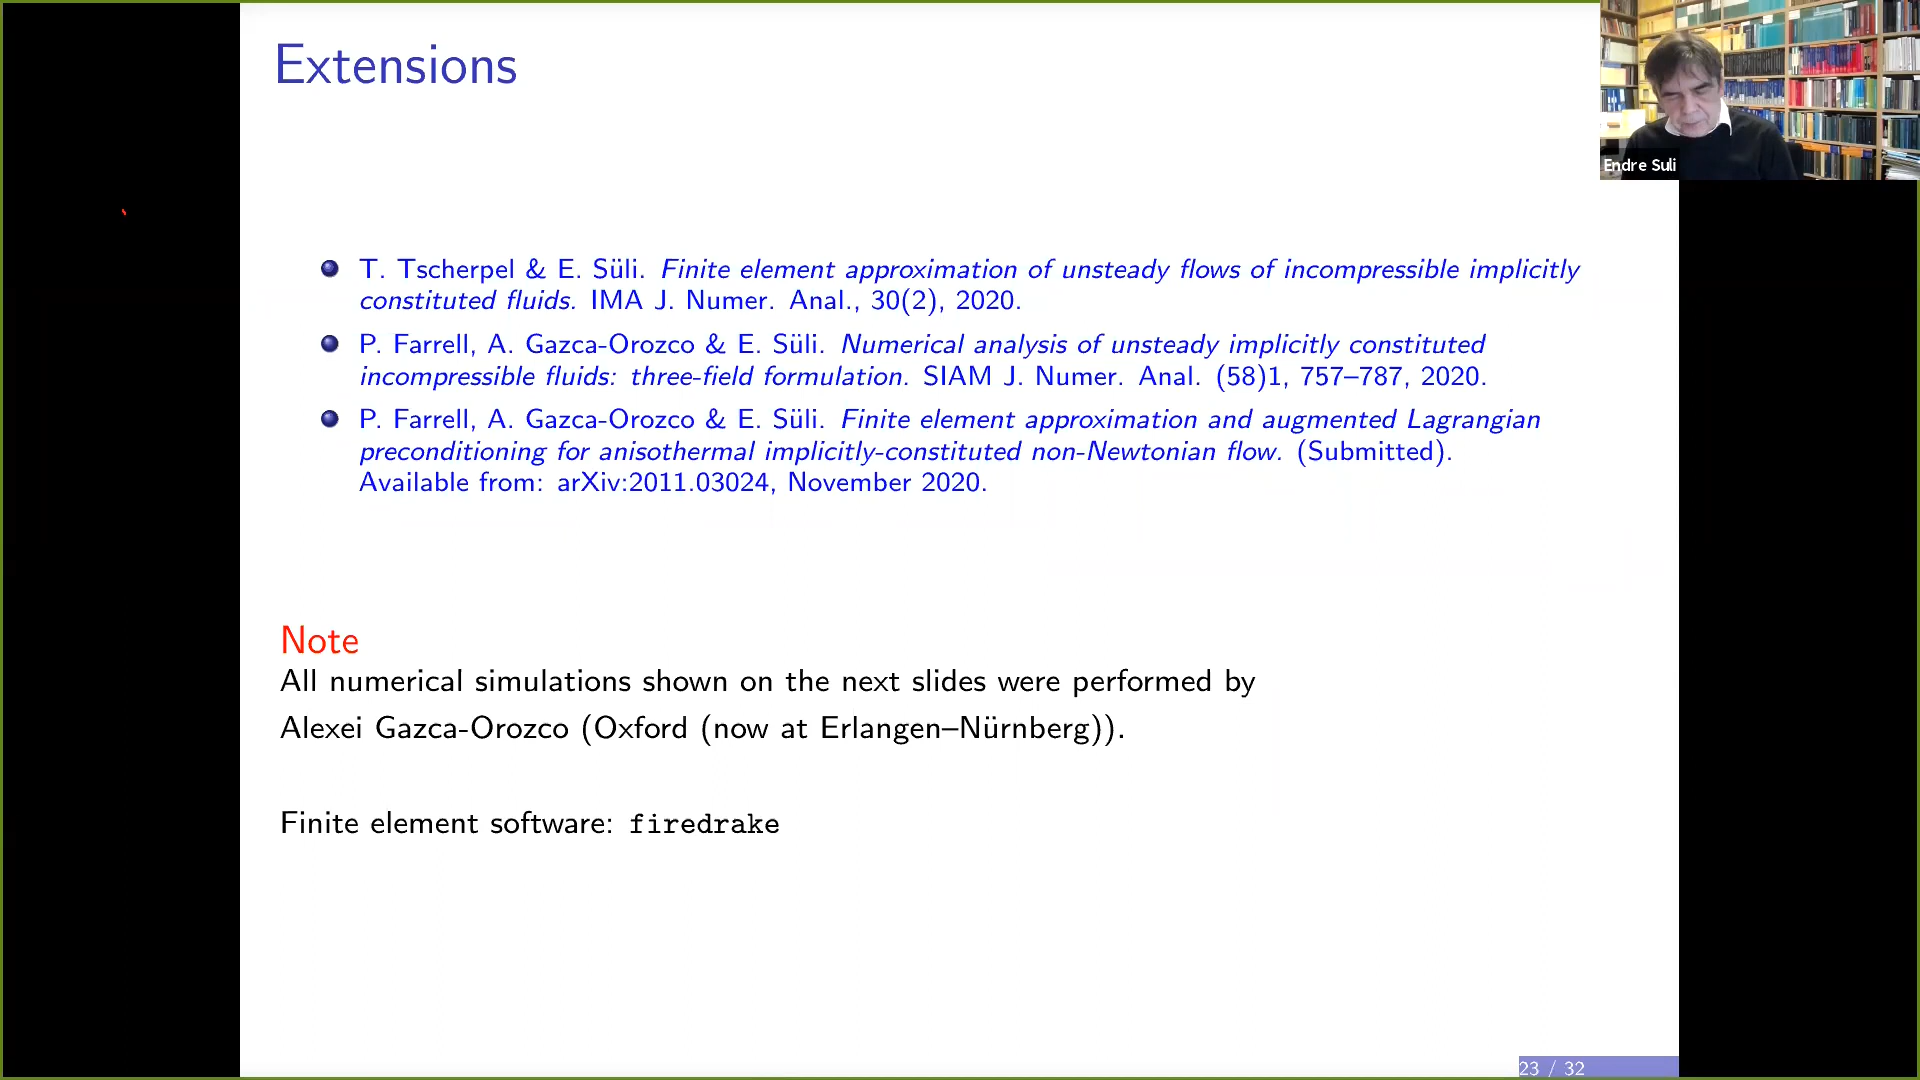 Extensions
Endre Suli
T. Tscherpel & E. Süli. Finite element approximation of unsteady flows of incompressible implicitly
constituted fluids. IMA J. Numer. Anal., 30(2), 2020.
P. Farrell, A. Gazca-Orozco & E. Süli. Numerical analysis of unsteady implicitly constituted
incompressible fluids: three-field formulation. SIAM J. Numer. Anal. (58)1, 757–787, 2020.
P. Farrell, A. Gazca-Orozco & E. Süli. Finite element approximation and augmented Lagrangian
preconditioning for anisothermal implicitly-constituted non-Newtonian flow. (Submitted).
Available from: arXiv:2011.03024, November 2020.
Note
All numerical simulations shown on the next slides were performed by
Alexei Gazca-Orozco (Oxford (now at Erlangen–Nürnberg)).
Finite element software: firedrake
23 / 32